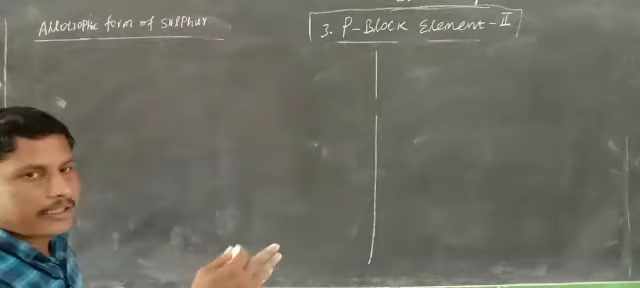 Allotropic form of sulphur
3. P-Block Element-II